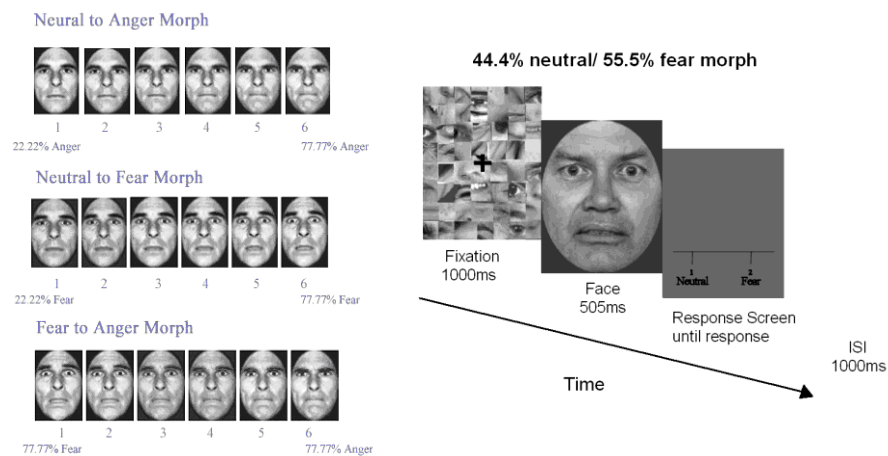 Neural to Anger Morph
1 2 3 4 5 6
22.22% Anger 77.77% Anger
Neutral to Fear Morph
1 2 3 4 5 6
22.22% Fear 77.77% Fear
Fear to Anger Morph
1 2 3 4 5 6
77.77% Fear 77.77% Anger
44.4% neutral/ 55.5% fear morph
Fixation
1000ms
Face
505ms
1 2
Neutral Fear
Response Screen
until response
ISI
1000ms
Time